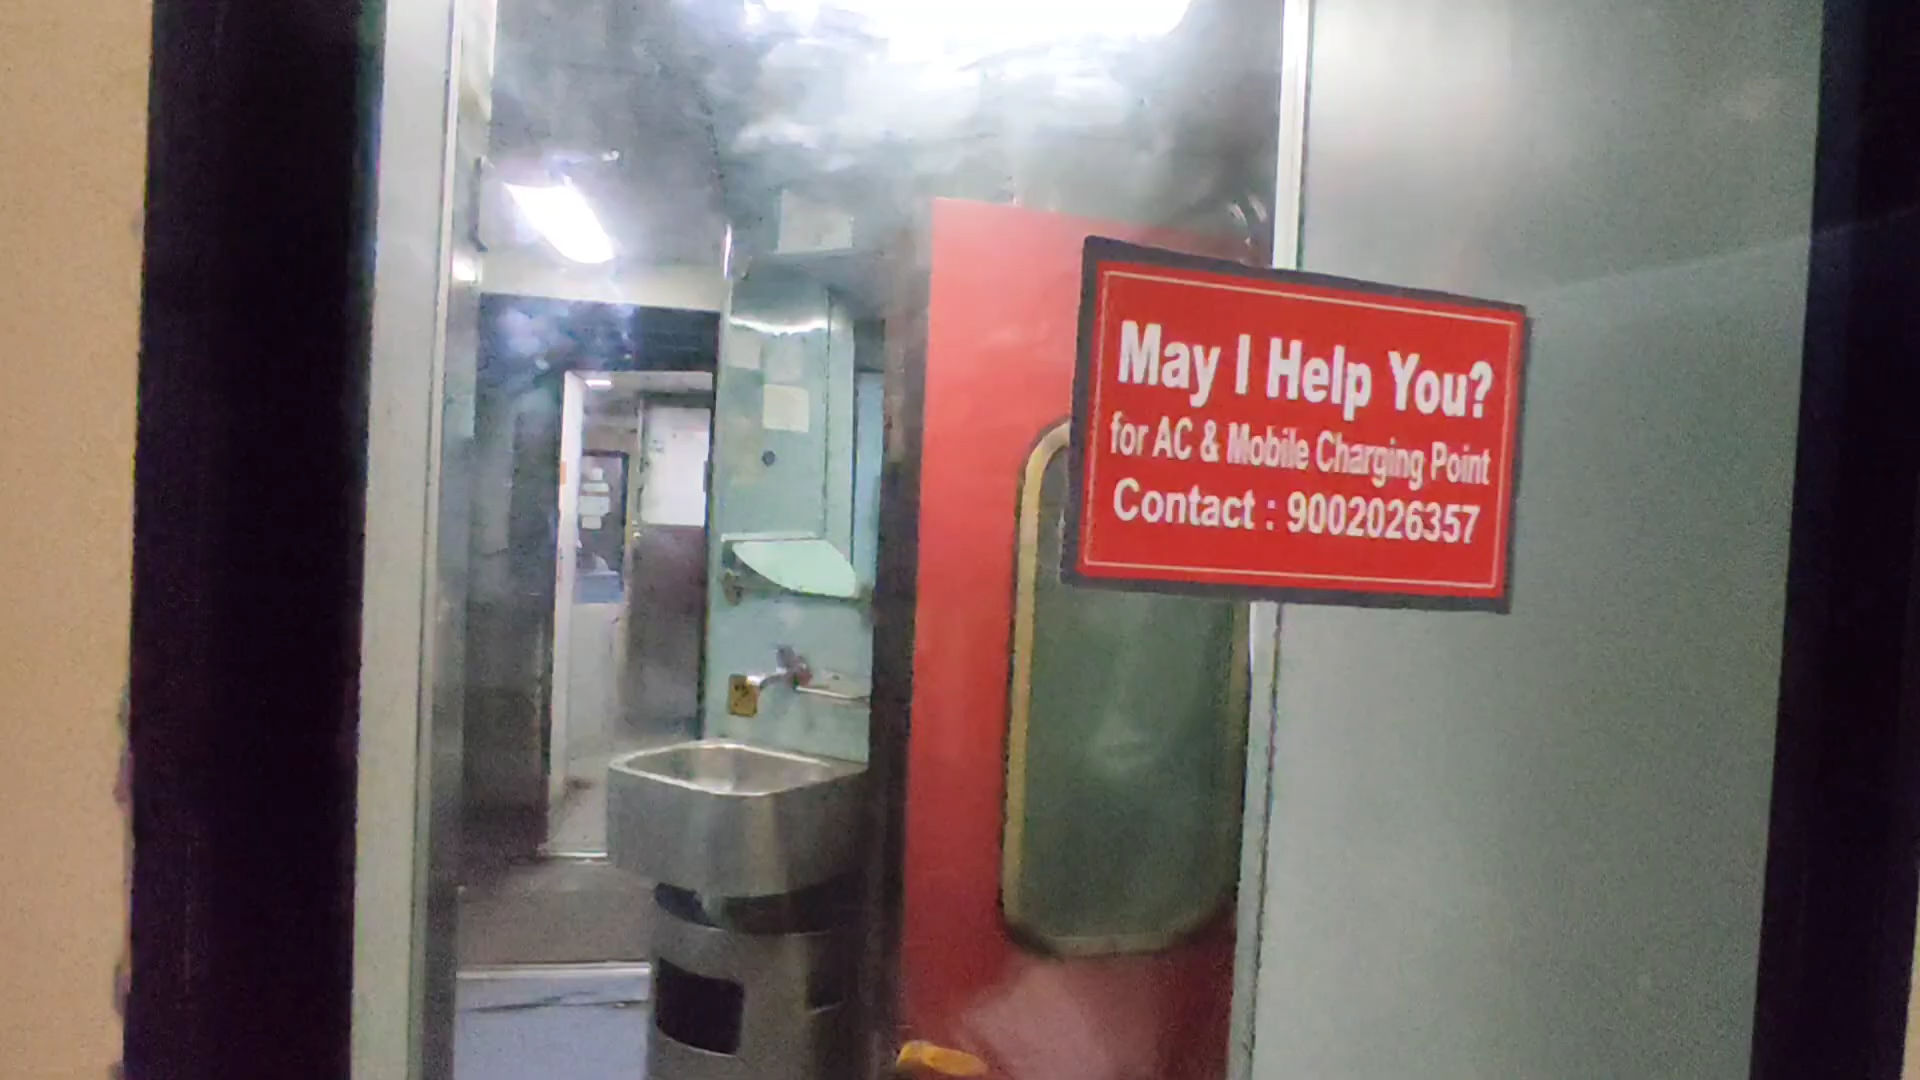 May I Help You?
for AC & Mobile Charging Point
Contact : 9002026357